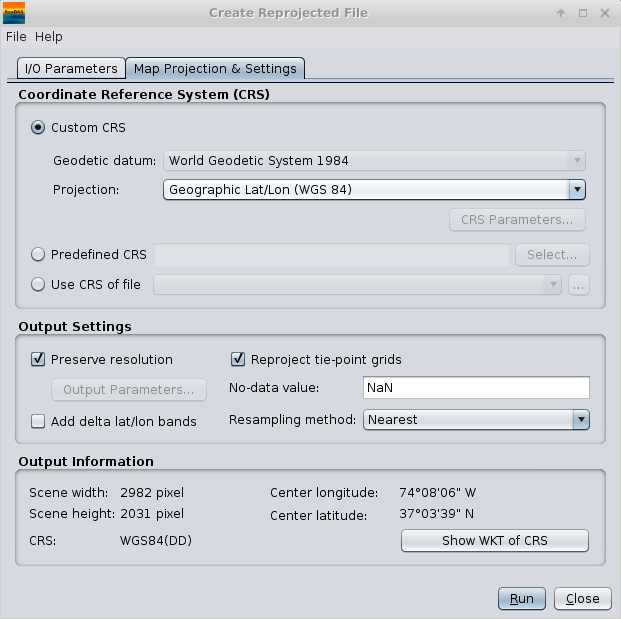 Create Reprojected File
File Help
I/O Parameters Map Projection & Settings
Coordinate Reference System (CRS)
Custom CRS
Geodetic datum: World Geodetic System 1984
Projection: Geographic Lat/Lon (WGS 84)
CRS Parameters...
Predefined CRS Select...
Use CRS of file ...
Output Settings
Preserve resolution Reproject tie-point grids
Output Parameters... No-data value: NaN
Add delta lat/lon bands Resampling method: Nearest
Output Information
Scene width: 2982 pixel Center longitude: 74°08'06" W
Scene height: 2031 pixel Center latitude: 37°03'39" N
CRS: WGS84(DD) Show WKT of CRS
Run Close